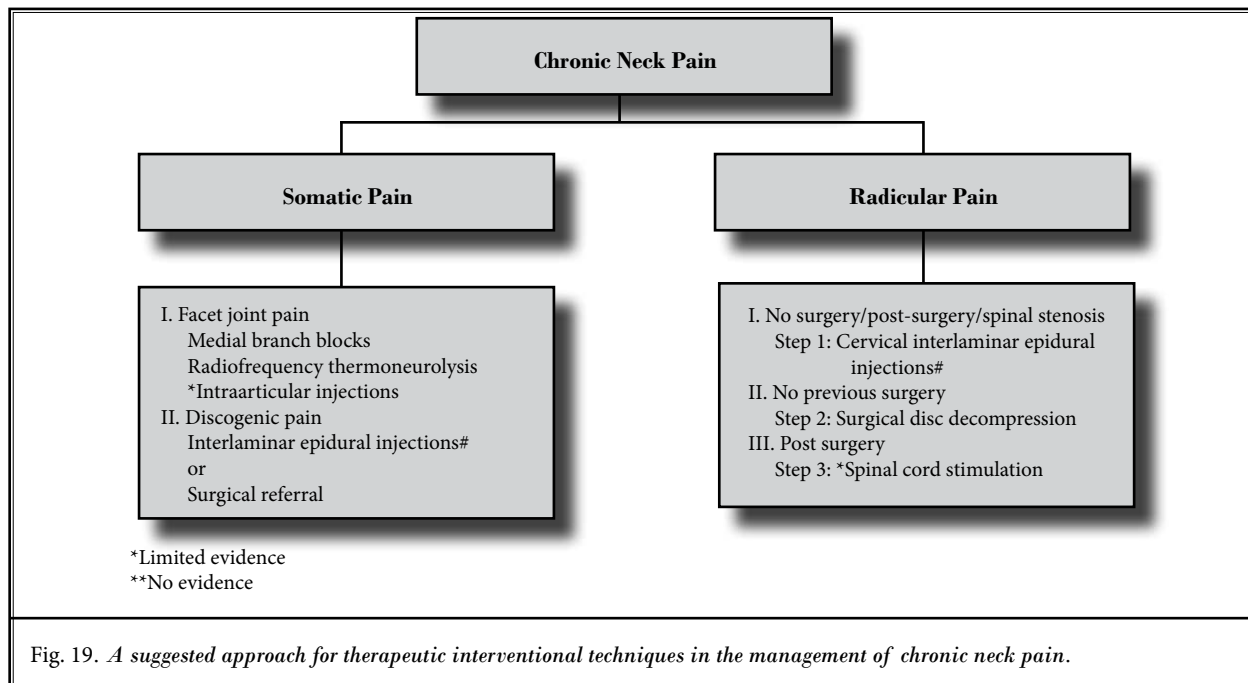 Chronic Neck Pain
Somatic Pain
Radicular Pain
I. Facet joint pain
Medial branch blocks
Radiofrequency thermoneurolysis
*Intraarticular injections
II. Discogenic pain
Interlaminar epidural injections#
or
Surgical referral
I. No surgery/post-surgery/spinal stenosis
Step 1: Cervical interlaminar epidural
injections#
II. No previous surgery
Step 2: Surgical disc decompression
III. Post surgery
Step 3: *Spinal cord stimulation
*Limited evidence
**No evidence
Fig. 19. A suggested approach for therapeutic interventional techniques in the management of chronic neck pain.